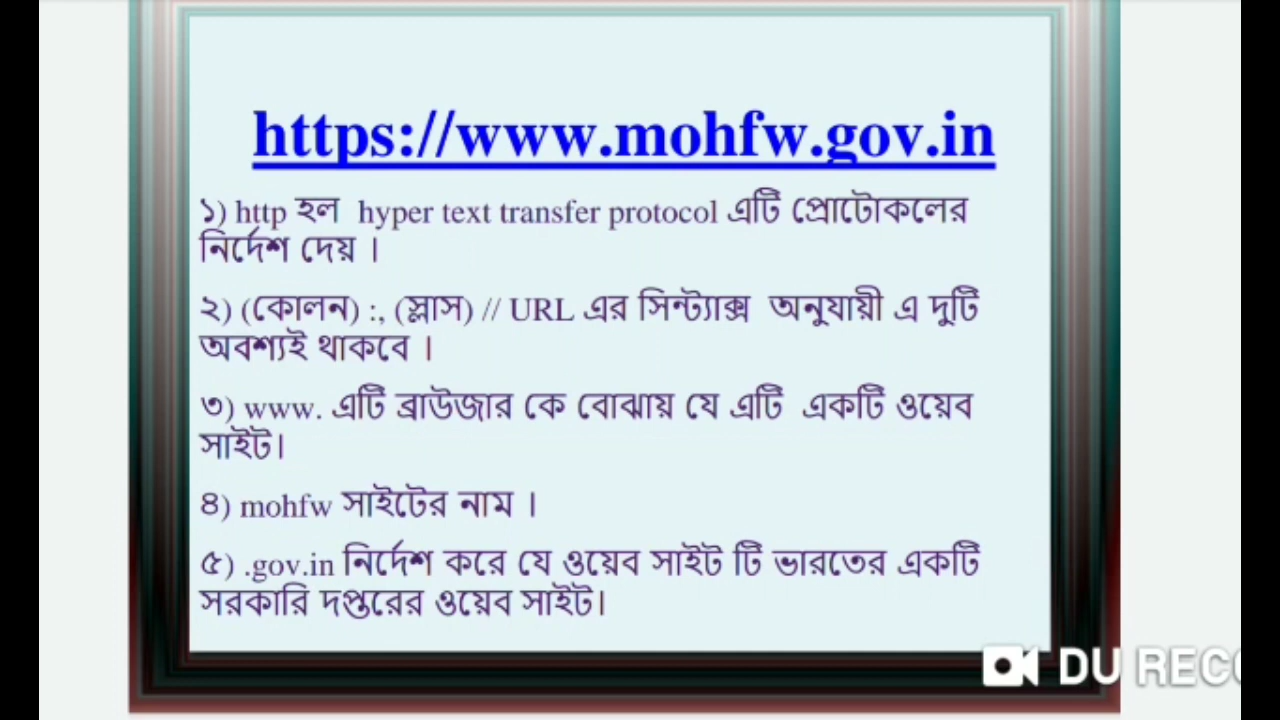 https://www.mohfw.gov.in
১) http হল hyper text transfer protocol এটি প্রোটোকলের
নির্দেশ দেয় ।
২) (কোলন) :, (স্লাস) // URL এর সিন্ট্যাক্স অনুযায়ী এ দুটি
অবশ্যই থাকবে ।
৩) www. এটি ব্রাউজার কে বোঝায় যে এটি একটি ওয়েব
সাইট।
৪) mohfw সাইটের নাম ।
৫) .gov.in নির্দেশ করে যে ওয়েব সাইট টি ভারতের একটি
সরকারি দপ্তরের ওয়েব সাইট।
DU REC